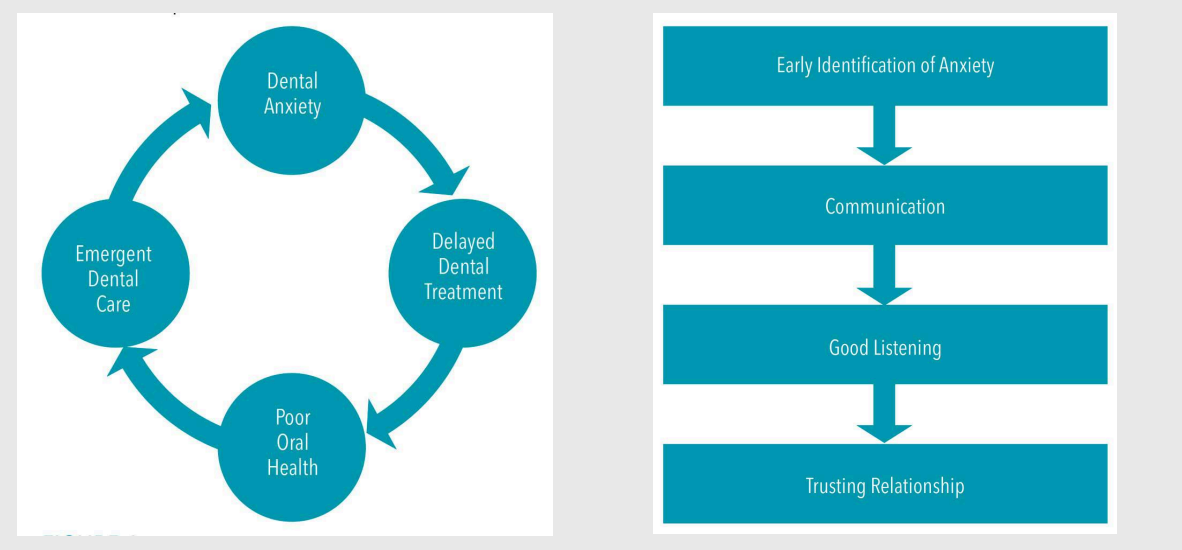 Dental
Anxiety
Delayed
Dental
Treatment
Poor
Oral
Health
Emergent
Dental
Care
Early Identification of Anxiety
Communication
Good Listening
Trusting Relationship